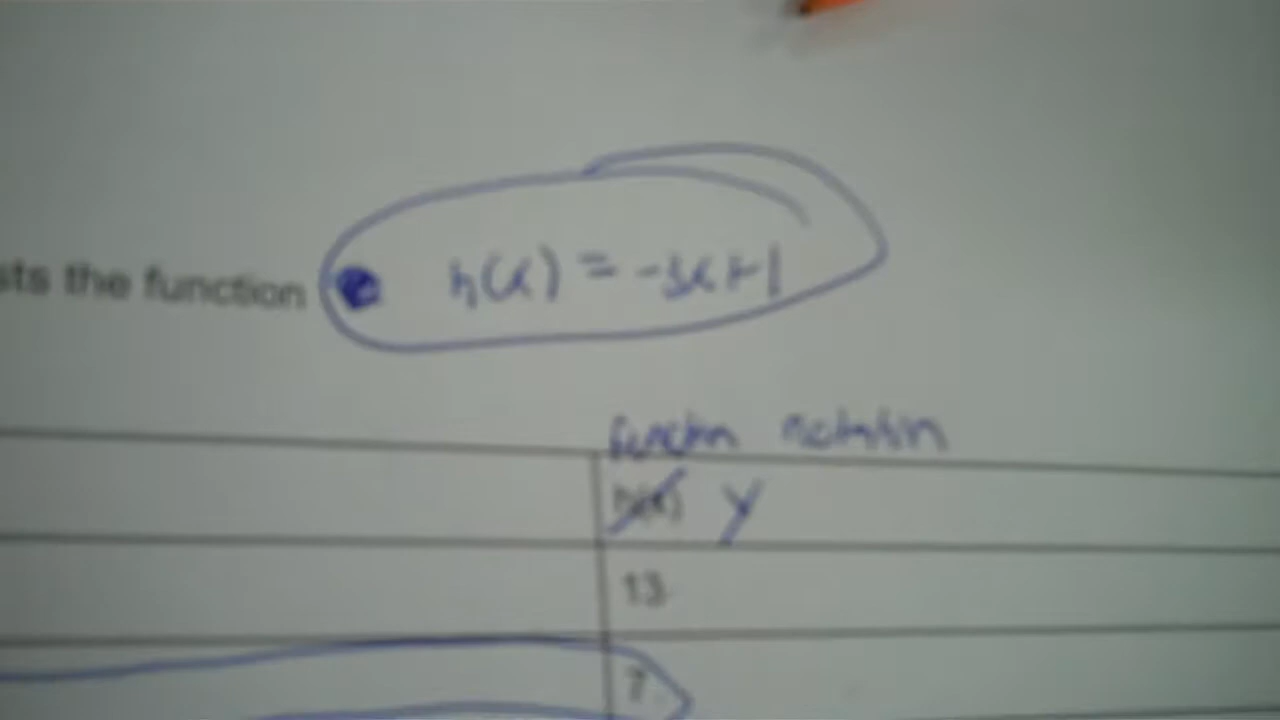 sts the function h(x) = -3x+1
function notation
h(x) y
13
7